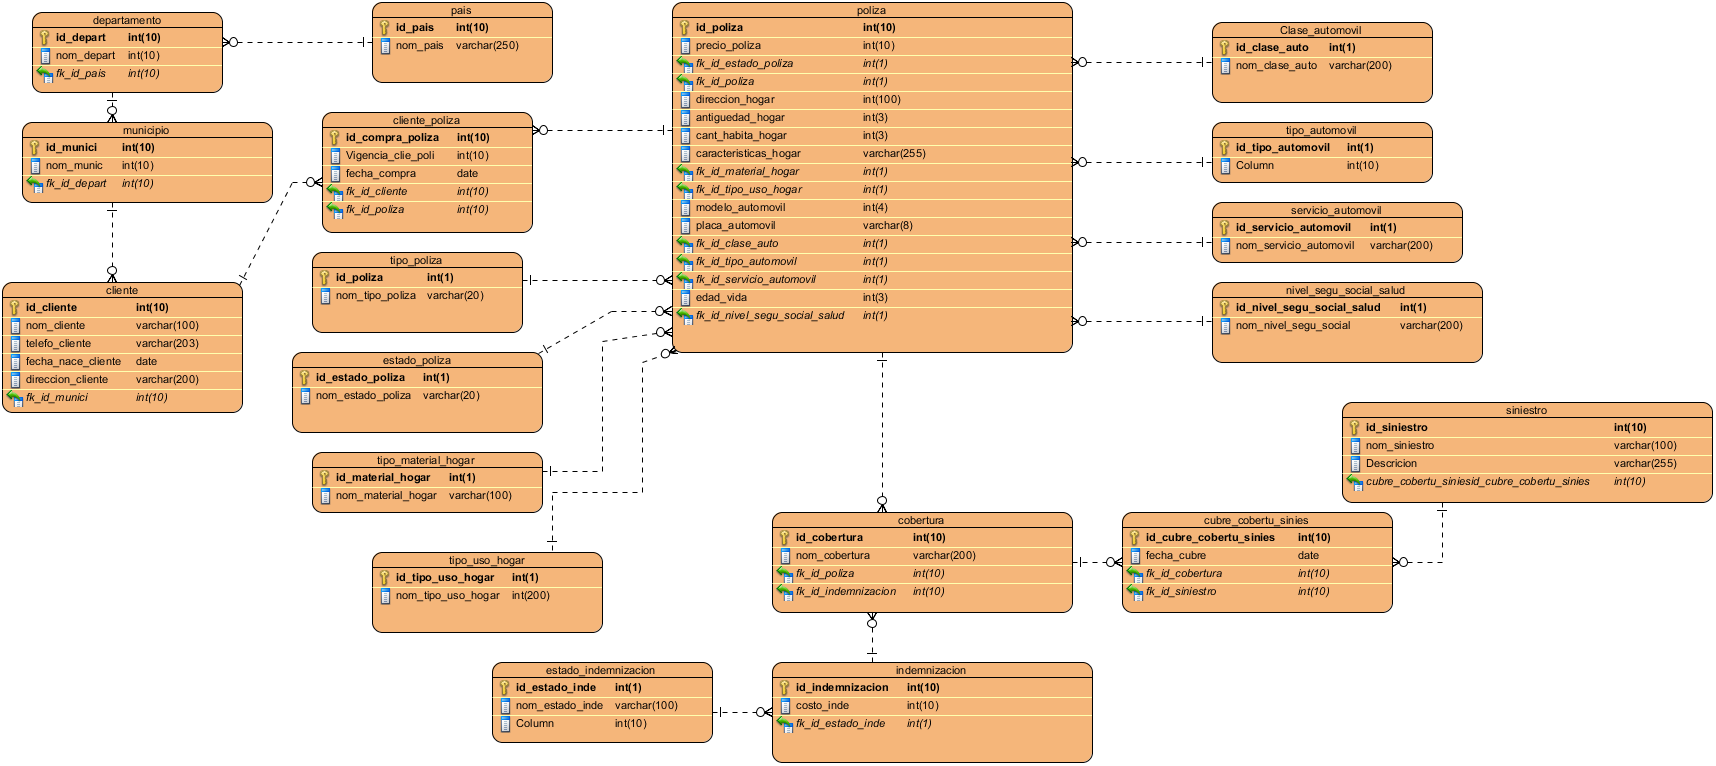 departamento
id_depart int(10)
nom_depart int(10)
fk_id_pais int(10)
pais
id_pais int(10)
nom_pais varchar(250)
municipio
id_munici int(10)
nom_munic int(10)
fk_id_depart int(10)
cliente_poliza
id_compra_poliza int(10)
Vigencia_clie_poli int(10)
fecha_compra date
fk_id_cliente int(10)
fk_id_poliza int(10)
cliente
id_cliente int(10)
nom_cliente varchar(100)
telefo_cliente varchar(203)
fecha_nace_cliente date
direccion_cliente varchar(200)
fk_id_munici int(10)
tipo_poliza
id_poliza int(1)
nom_tipo_poliza varchar(20)
estado_poliza
id_estado_poliza int(1)
nom_estado_poliza varchar(20)
tipo_material_hogar
id_material_hogar int(1)
nom_material_hogar varchar(100)
tipo_uso_hogar
id_tipo_uso_hogar int(1)
nom_tipo_uso_hogar int(200)
poliza
id_poliza int(10)
precio_poliza int(10)
fk_id_estado_poliza int(1)
fk_id_poliza int(1)
direccion_hogar int(100)
antiguedad_hogar int(3)
cant_habita_hogar int(3)
caracteristicas_hogar varchar(255)
fk_id_material_hogar int(1)
fk_id_tipo_uso_hogar int(1)
modelo_automovil int(4)
placa_automovil varchar(8)
fk_id_clase_auto int(1)
fk_id_tipo_automovil int(1)
fk_id_servicio_automovil int(1)
edad_vida int(3)
fk_id_nivel_segu_social_salud int(1)
Clase_automovil
id_clase_auto int(1)
nom_clase_auto varchar(200)
tipo_automovil
id_tipo_automovil int(1)
Column int(10)
servicio_automovil
id_servicio_automovil int(1)
nom_servicio_automovil varchar(200)
nivel_segu_social_salud
id_nivel_segu_social_salud int(1)
nom_nivel_segu_social varchar(200)
siniestro
id_siniestro int(10)
nom_siniestro varchar(100)
Descricion varchar(255)
cubre_cobertu_siniesid_cubre_cobertu_sinies int(10)
cobertura
id_cobertura int(10)
nom_cobertura varchar(200)
fk_id_poliza int(10)
fk_id_indemnizacion int(10)
cubre_cobertu_sinies
id_cubre_cobertu_sinies int(10)
fecha_cubre date
fk_id_cobertura int(10)
fk_id_siniestro int(10)
estado_indemnizacion
id_estado_inde int(1)
nom_estado_inde varchar(100)
Column int(10)
indemnizacion
id_indemnizacion int(10)
costo_inde int(10)
fk_id_estado_inde int(1)